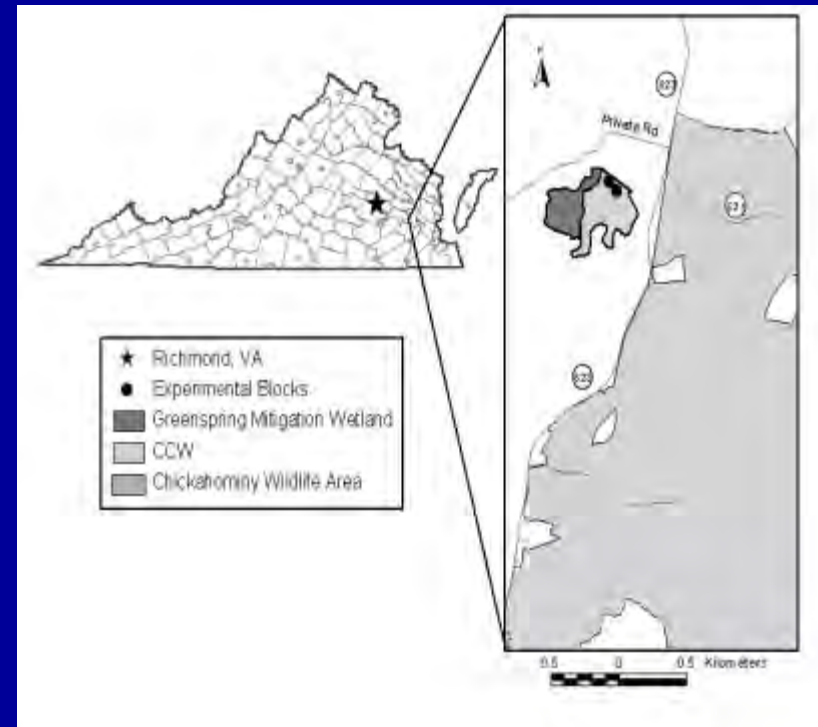 Private Rd
Richmond, VA
Experimental Blocks
Greenspring Mitigation Wetland
CCW
Chickahominy Wildlife Area
0.5 0 0.5 Kilometers